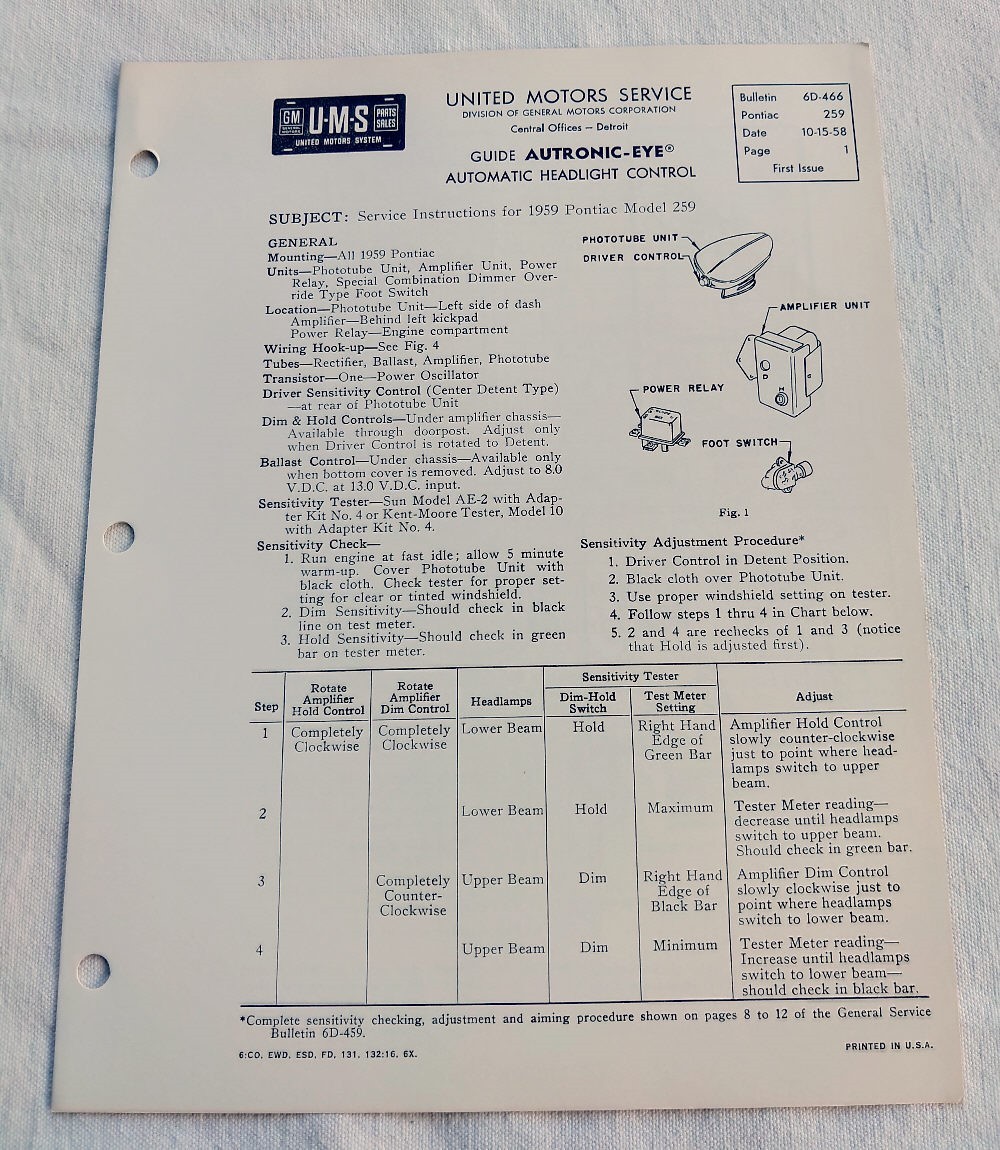 GM
GENERAL MOTORS
U·M·S
PARTS
SALES
UNITED MOTORS SYSTEM
UNITED MOTORS SERVICE
DIVISION OF GENERAL MOTORS CORPORATION
Central Offices — Detroit
GUIDE AUTRONIC-EYE®
AUTOMATIC HEADLIGHT CONTROL
Bulletin 6D-466
Pontiac 259
Date 10-15-58
Page 1
First Issue
SUBJECT: Service Instructions for 1959 Pontiac Model 259
GENERAL
Mounting—All 1959 Pontiac
Units—Phototube Unit, Amplifier Unit, Power
Relay, Special Combination Dimmer Over-
ride Type Foot Switch
Location—Phototube Unit—Left side of dash
Amplifier—Behind left kickpad
Power Relay—Engine compartment
Wiring Hook-up—See Fig. 4
Tubes—Rectifier, Ballast, Amplifier, Phototube
Transistor—One—Power Oscillator
Driver Sensitivity Control (Center Detent Type)
—at rear of Phototube Unit
Dim & Hold Controls—Under amplifier chassis—
Available through doorpost. Adjust only
when Driver Control is rotated to Detent.
Ballast Control—Under chassis—Available only
when bottom cover is removed. Adjust to 8.0
V.D.C. at 13.0 V.D.C. input.
Sensitivity Tester—Sun Model AE-2 with Adap-
ter Kit No. 4 or Kent-Moore Tester, Model 10
with Adapter Kit No. 4.
Sensitivity Check—
1. Run engine at fast idle; allow 5 minute
warm-up. Cover Phototube Unit with
black cloth. Check tester for proper set-
ting for clear or tinted windshield.
2. Dim Sensitivity—Should check in black
line on test meter.
3. Hold Sensitivity—Should check in green
bar on tester meter.
PHOTOTUBE UNIT
DRIVER CONTROL
AMPLIFIER UNIT
POWER RELAY
FOOT SWITCH
Fig. 1
Sensitivity Adjustment Procedure*
1. Driver Control in Detent Position.
2. Black cloth over Phototube Unit.
3. Use proper windshield setting on tester.
4. Follow steps 1 thru 4 in Chart below.
5. 2 and 4 are rechecks of 1 and 3 (notice
that Hold is adjusted first).
Step
Rotate
Amplifier
Hold Control
Rotate
Amplifier
Dim Control
Headlamps
Sensitivity Tester
Dim-Hold
Switch
Test Meter
Setting
Adjust
1
Completely
Clockwise
Completely
Clockwise
Lower Beam
Hold
Right Hand
Edge of
Green Bar
Amplifier Hold Control
slowly counter-clockwise
just to point where head-
lamps switch to upper
beam.
2
Lower Beam
Hold
Maximum
Tester Meter reading—
decrease until headlamps
switch to upper beam.
Should check in green bar.
3
Completely
Counter-
Clockwise
Upper Beam
Dim
Right Hand
Edge of
Black Bar
Amplifier Dim Control
slowly clockwise just to
point where headlamps
switch to lower beam.
4
Upper Beam
Dim
Minimum
Tester Meter reading—
Increase until headlamps
switch to lower beam—
should check in black bar.
*Complete sensitivity checking, adjustment and aiming procedure shown on pages 8 to 12 of the General Service
Bulletin 6D-459.
6:CO, EWD, ESD, FD, 131, 132:16, 6X.
PRINTED IN U.S.A.